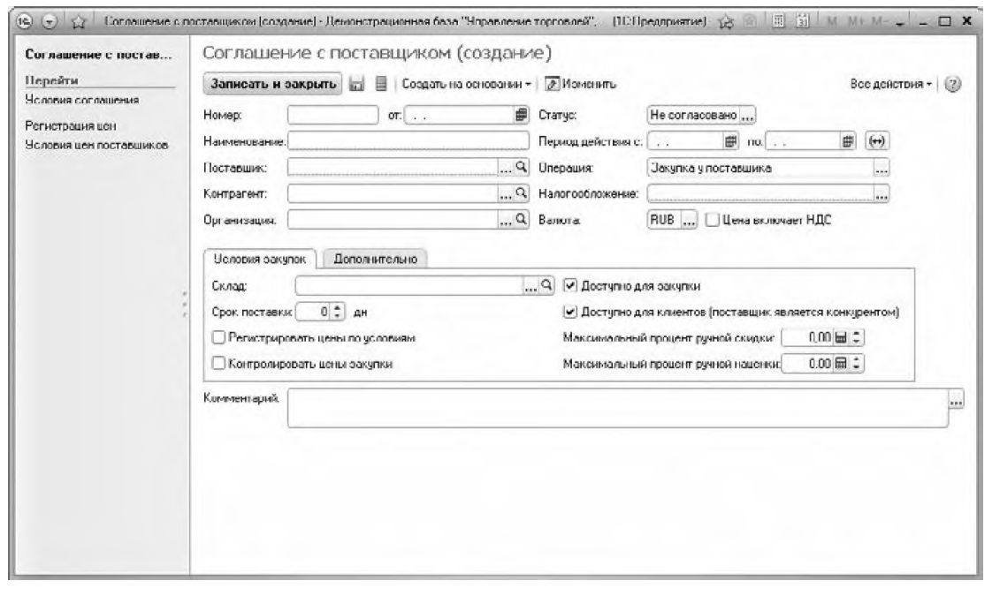 Соглашение с поставщиком (создание) - Демонстрационная база "Управление торговлей", (1С:Предприятие) 31 M M+ M-
Соглашение с постав...
Перейти
Условия соглашения
Регистрация цен
Условия цен поставщиков
Соглашение с поставщиком (создание)
Записать и закрыть Создать на основании Изменить Все действия ?
Номер: от: . . Статус: Не согласовано ...
Наименование: Период действия с: . . по: . .
Поставщик: ... Операция: Закупка у поставщика ...
Контрагент: ... Налогообложение: ...
Организация: ... Валюта: RUB ... Цена включает НДС
Условия закупок Дополнительно
Склад: ... Доступно для закупки
Срок поставки: 0 дн Доступно для клиентов (поставщик является конкурентом)
Регистрировать цены по условиям Максимальный процент ручной скидки: 0,00
Контролировать цены закупки Максимальный процент ручной наценки: 0,00
Комментарий: ...